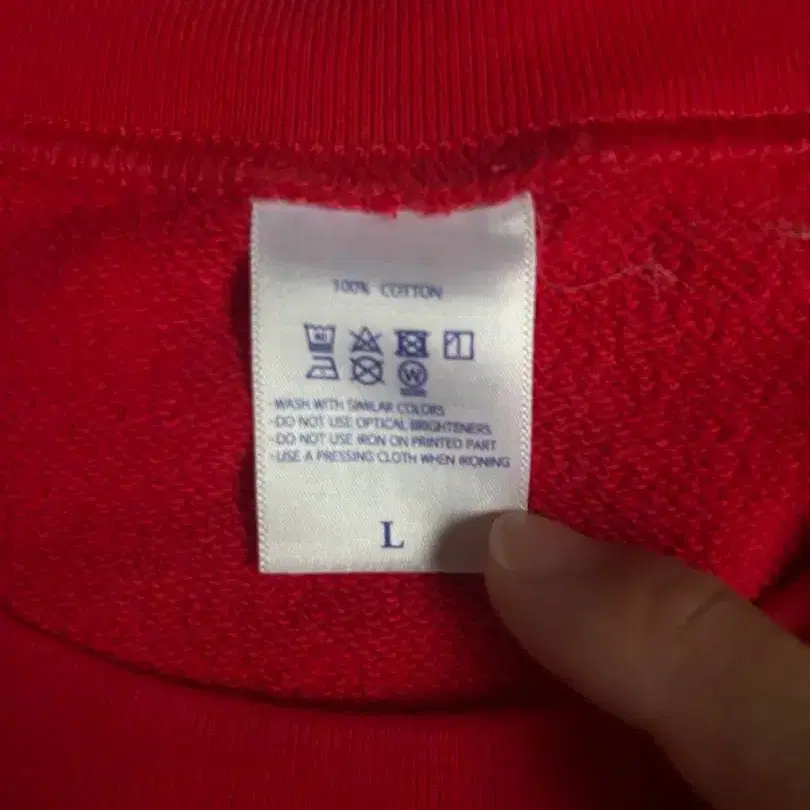 100% COTTON
40
W
-WASH WITH SIMILAR COLORS
-DO NOT USE OPTICAL BRIGHTENERS
-DO NOT USE IRON ON PRINTED PART
-USE A PRESSING CLOTH WHEN IRONING
L